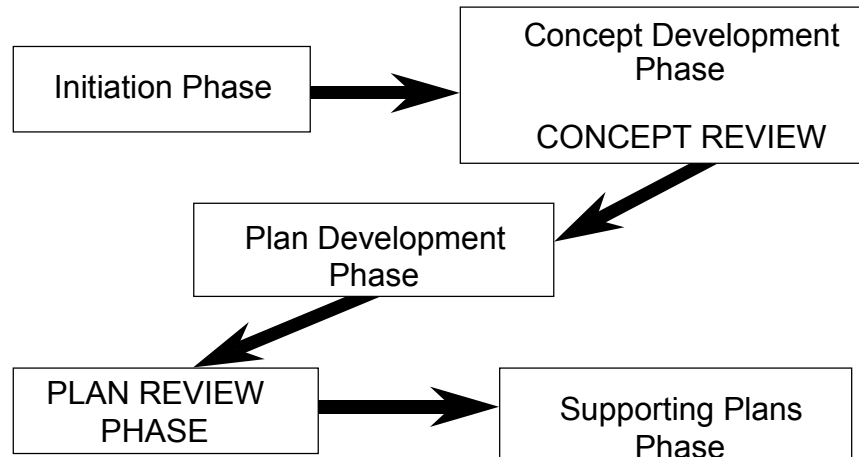 Initiation Phase
Concept Development
Phase
CONCEPT REVIEW
Plan Development
Phase
PLAN REVIEW
PHASE
Supporting Plans
Phase